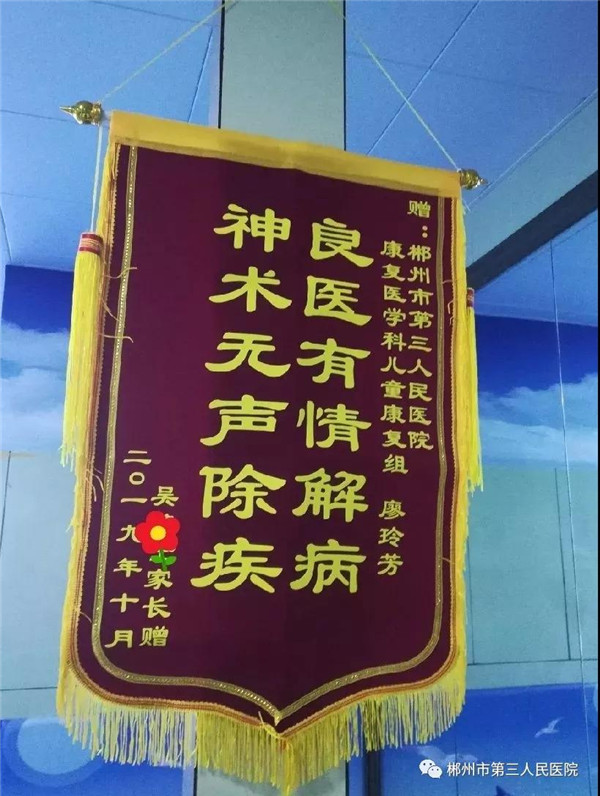 赠：郴州市第三人民医院
康复医学科儿童康复组 廖玲芳
良医有情解病
神术无声除疾
吴 家长赠
二〇一九年十月
郴州市第三人民医院